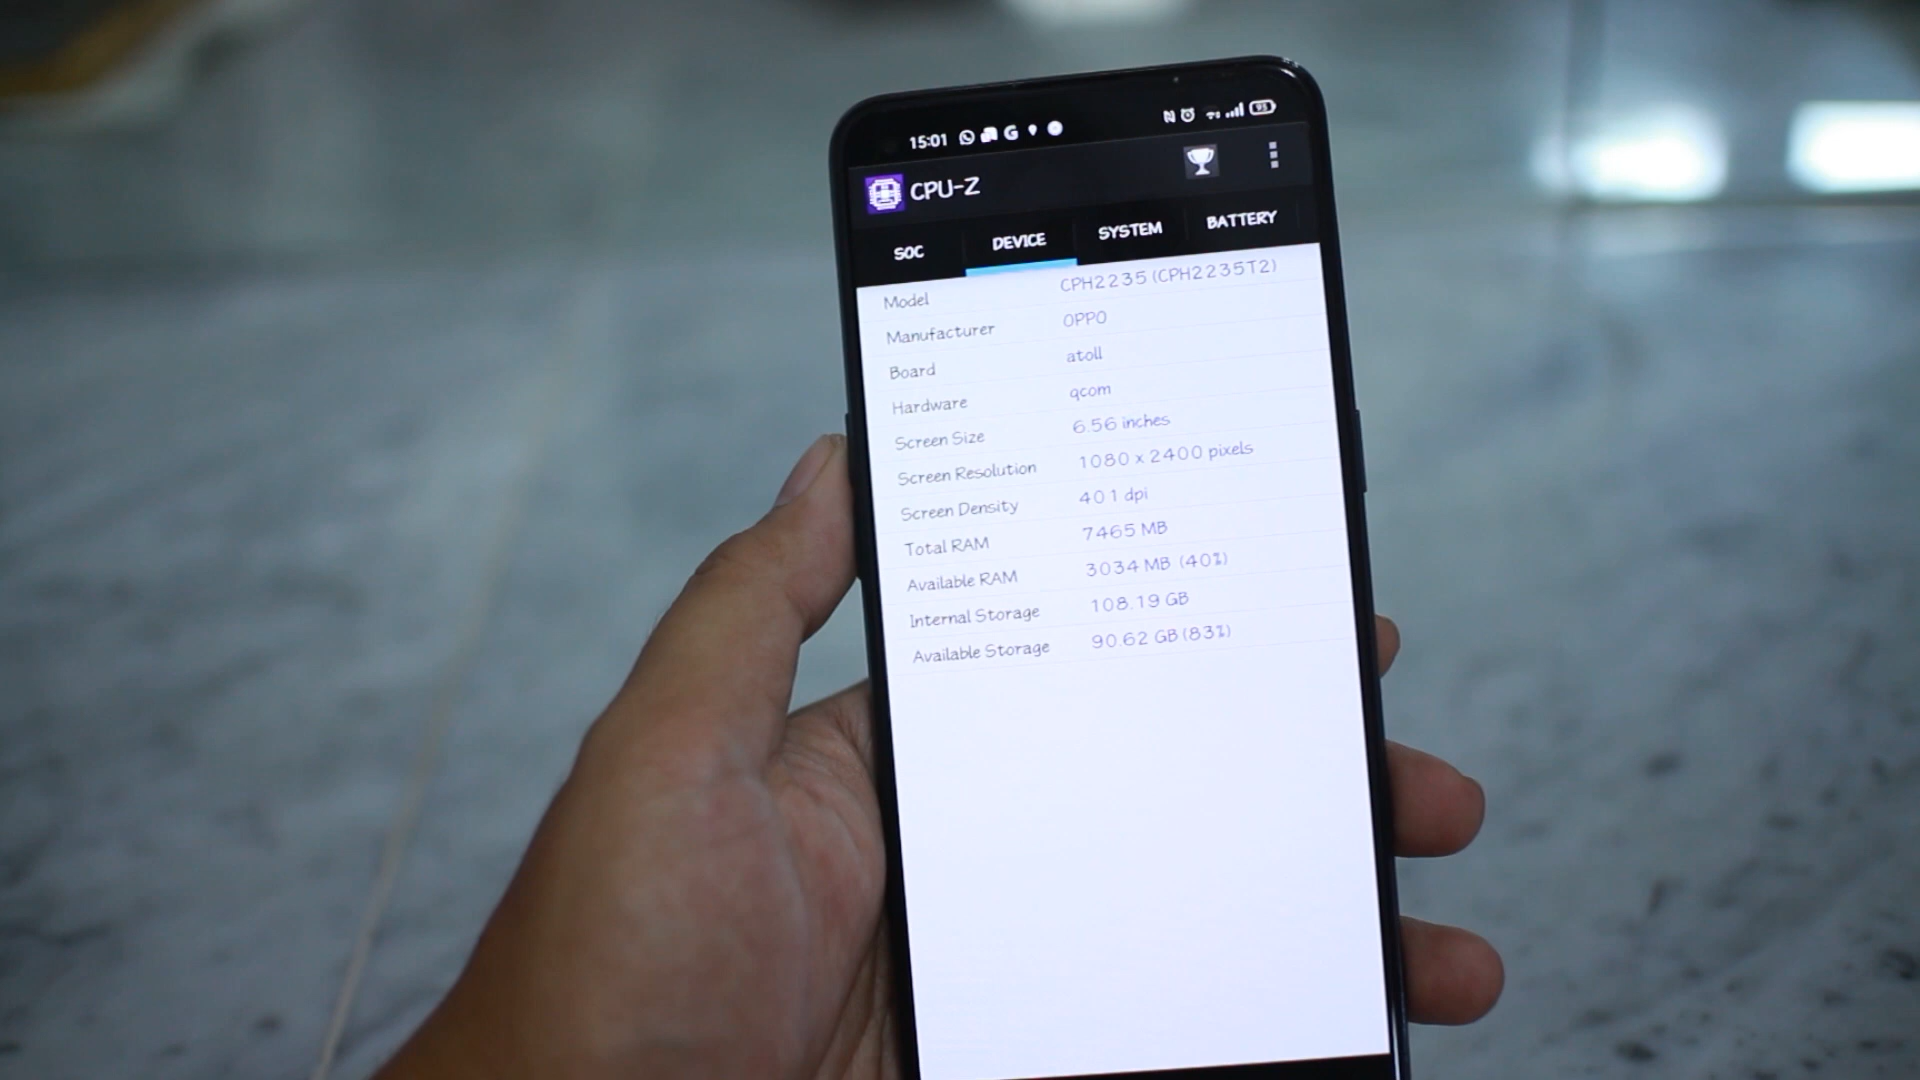 15:01 G 93
CPU-Z
SOC DEVICE SYSTEM BATTERY
Model CPH2235 (CPH2235T2)
Manufacturer OPPO
Board atoll
Hardware qcom
Screen Size 6.56 inches
Screen Resolution 1080 x 2400 pixels
Screen Density 401 dpi
Total RAM 7465 MB
Available RAM 3034 MB (40%)
Internal Storage 108.19 GB
Available Storage 90.62 GB (83%)